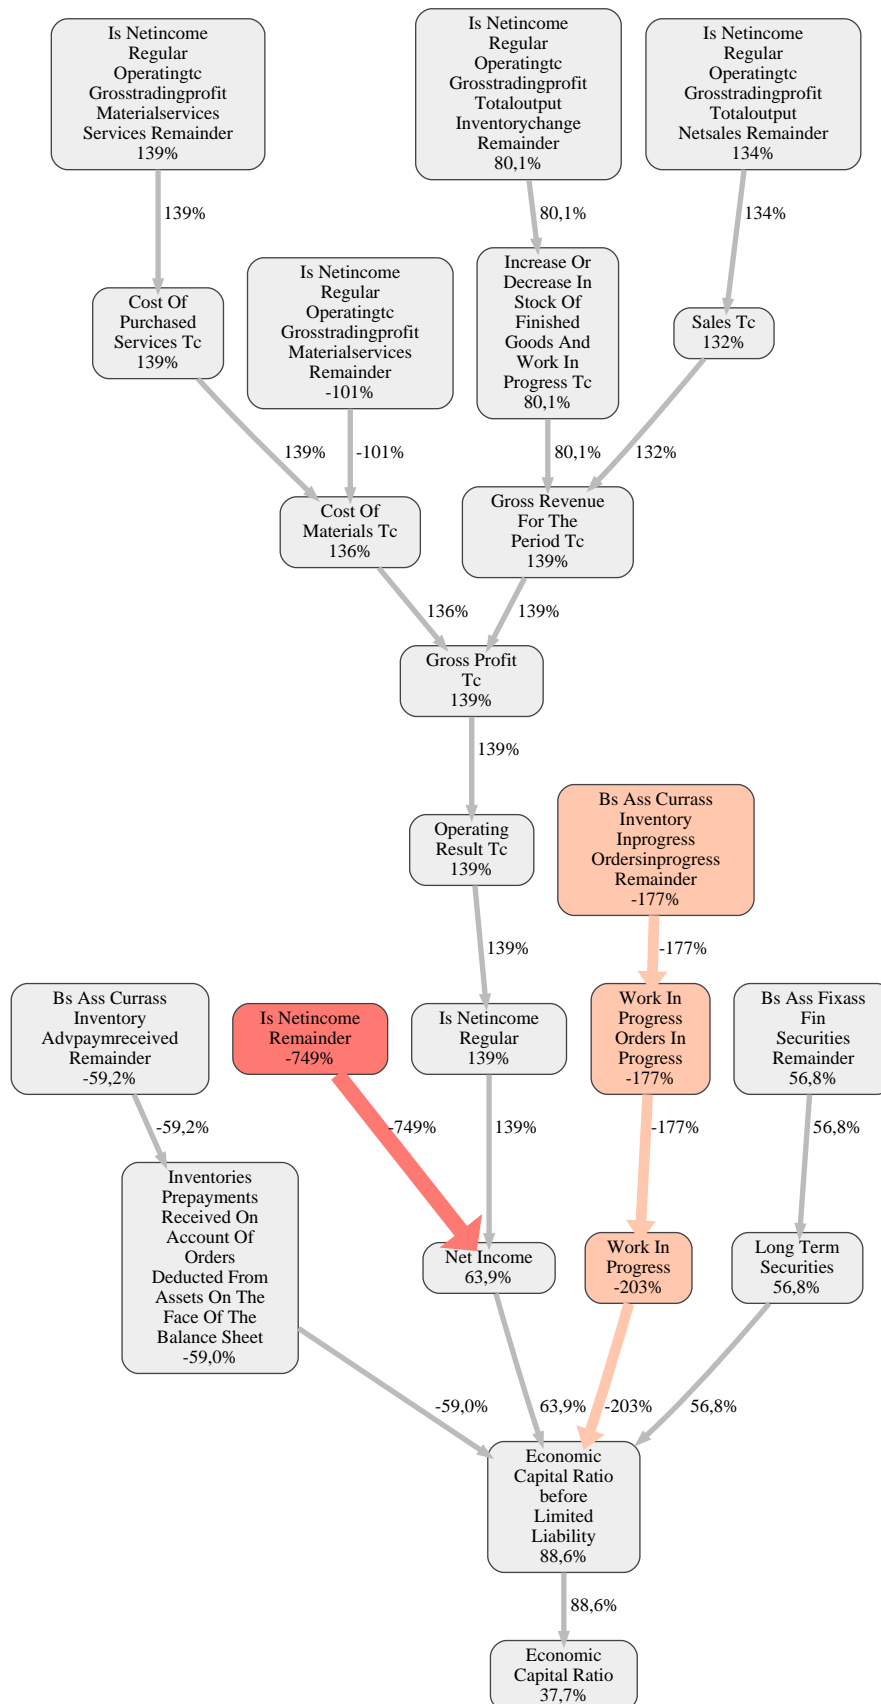 Is Netincome
Regular
Operatingtc
Grosstradingprofit
Materialservices
Services Remainder
139%
Is Netincome
Regular
Operatingtc
Grosstradingprofit
Totaloutput
Inventorychange
Remainder
80,1%
Is Netincome
Regular
Operatingtc
Grosstradingprofit
Totaloutput
Netsales Remainder
134%
139%
80,1%
134%
Cost Of
Purchased
Services Tc
139%
Is Netincome
Regular
Operatingtc
Grosstradingprofit
Materialservices
Remainder
-101%
Increase Or
Decrease In
Stock Of
Finished
Goods And
Work In
Progress Tc
80,1%
Sales Tc
132%
139%
-101%
80,1%
132%
Cost Of
Materials Tc
136%
Gross Revenue
For The
Period Tc
139%
136%
139%
Gross Profit
Tc
139%
139%
Operating
Result Tc
139%
Bs Ass Currass
Inventory
Inprogress
Ordersinprogress
Remainder
-177%
139%
-177%
Bs Ass Currass
Inventory
Advpaymreceived
Remainder
-59,2%
Is Netincome
Remainder
-749%
Is Netincome
Regular
139%
Work In
Progress
Orders In
Progress
-177%
Bs Ass Fixass
Fin
Securities
Remainder
56,8%
-59,2%
-749%
139%
-177%
56,8%
Inventories
Prepayments
Received On
Account Of
Orders
Deducted From
Assets On The
Face Of The
Balance Sheet
-59,0%
Net Income
63,9%
Work In
Progress
-203%
Long Term
Securities
56,8%
-59,0%
63,9%
-203%
56,8%
Economic
Capital Ratio
before
Limited
Liability
88,6%
88,6%
Economic
Capital Ratio
37,7%